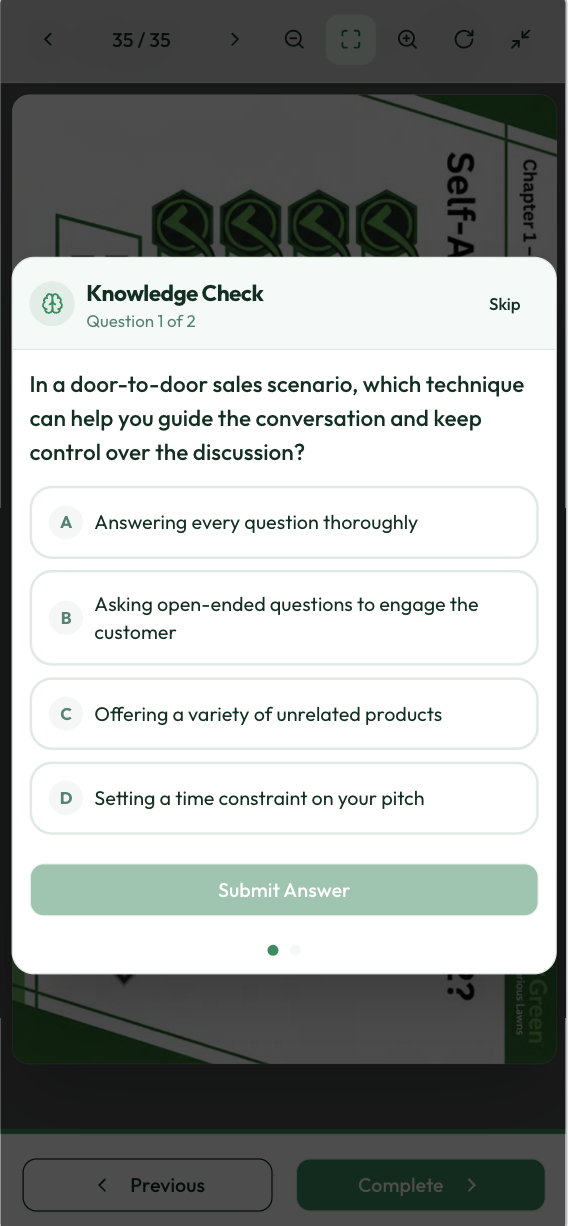 35 / 35
Chapter 1 –
Self-A
Knowledge Check
Question 1 of 2
Skip
In a door-to-door sales scenario, which technique
can help you guide the conversation and keep
control over the discussion?
A Answering every question thoroughly
B Asking open-ended questions to engage the
customer
C Offering a variety of unrelated products
D Setting a time constraint on your pitch
Submit Answer
?
Green
rious Lawns
Previous
Complete